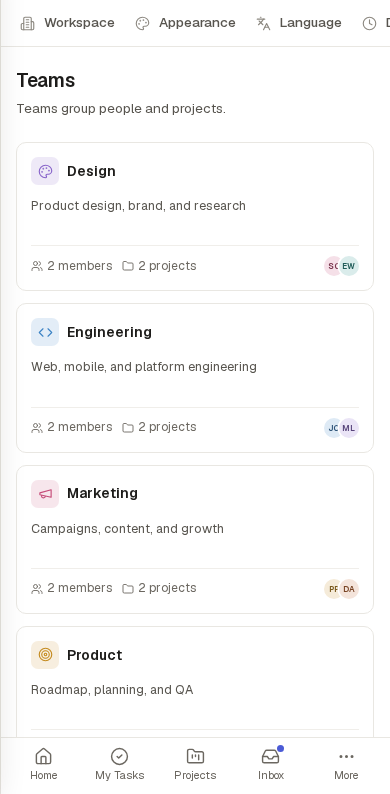 Workspace Appearance Language
Teams
Teams group people and projects.
Design
Product design, brand, and research
2 members 2 projects EW
Engineering
Web, mobile, and platform engineering
2 members 2 projects ML
Marketing
Campaigns, content, and growth
2 members 2 projects DA
Product
Roadmap, planning, and QA
Home My Tasks Projects Inbox More